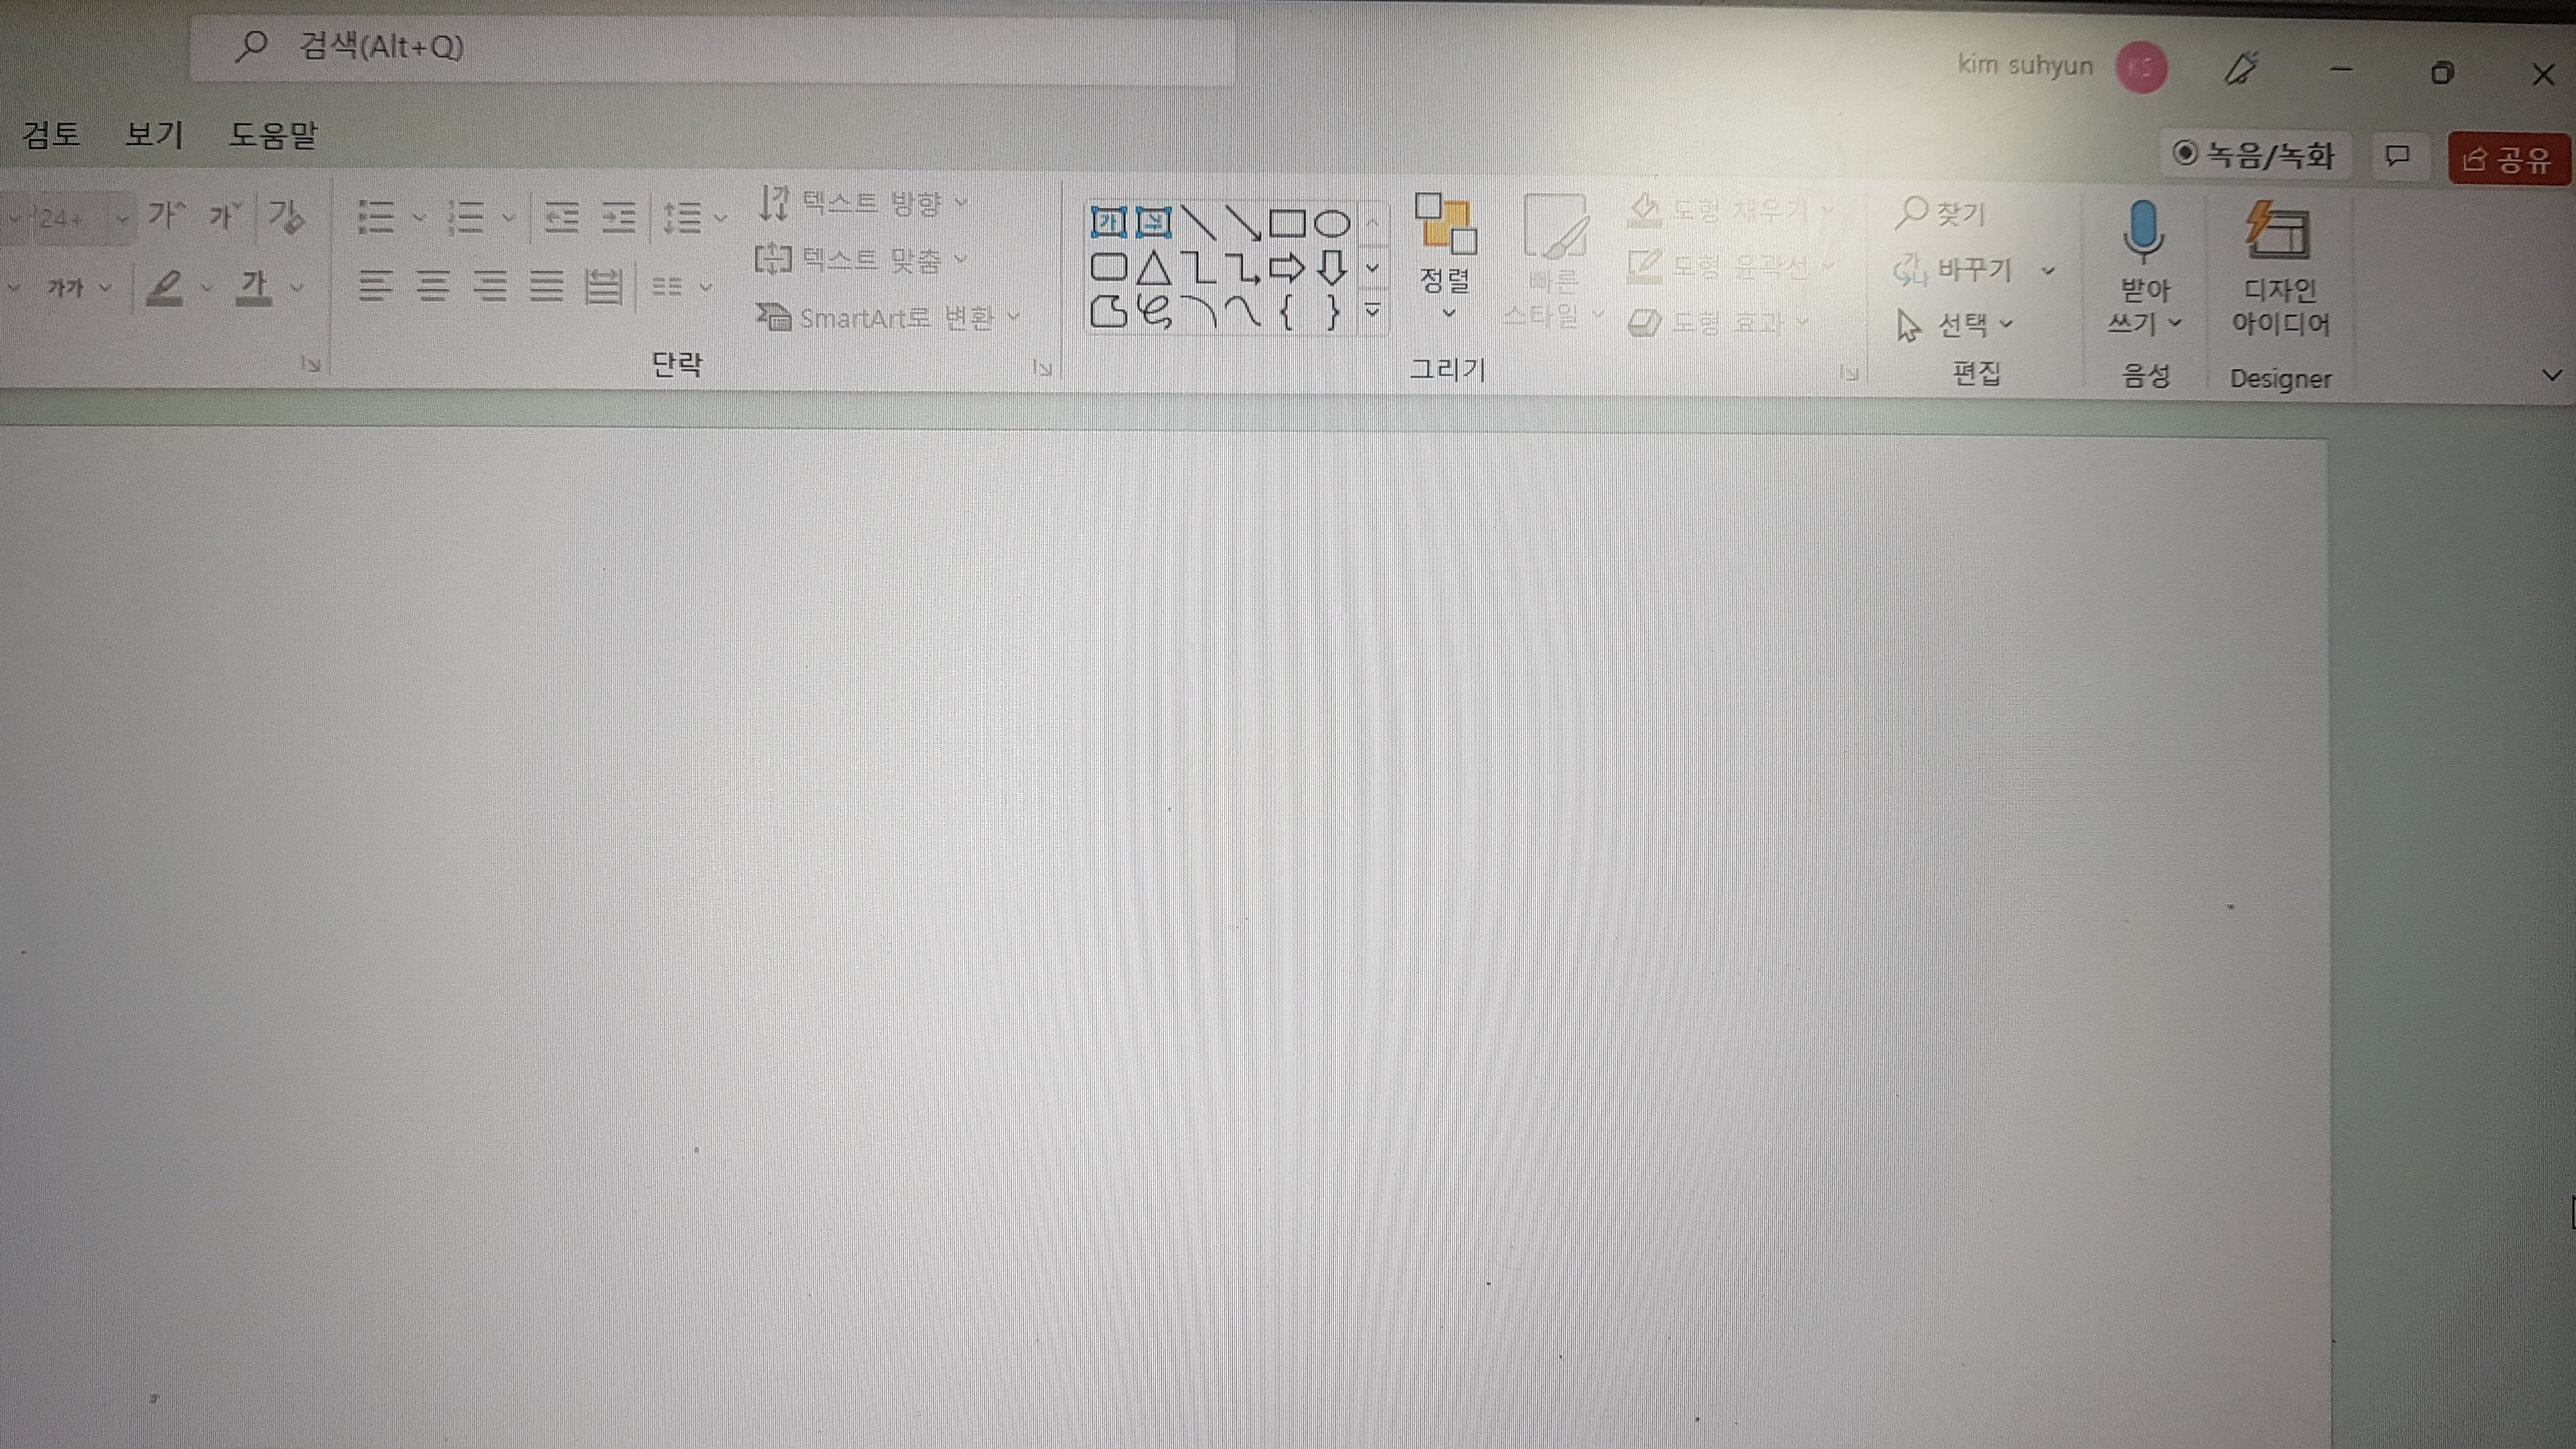 검색(Alt+Q)
kim suhyun KS
검토 보기 도움말
녹음/녹화 공유
24+ 가 가 가
가가 가
텍스트 방향
텍스트 맞춤
SmartArt로 변환
단락
가
정렬
빠른
스타일
도형 채우기
도형 윤곽선
도형 효과
그리기
찾기
바꾸기
선택
편집
받아
쓰기
음성
디자인
아이디어
Designer